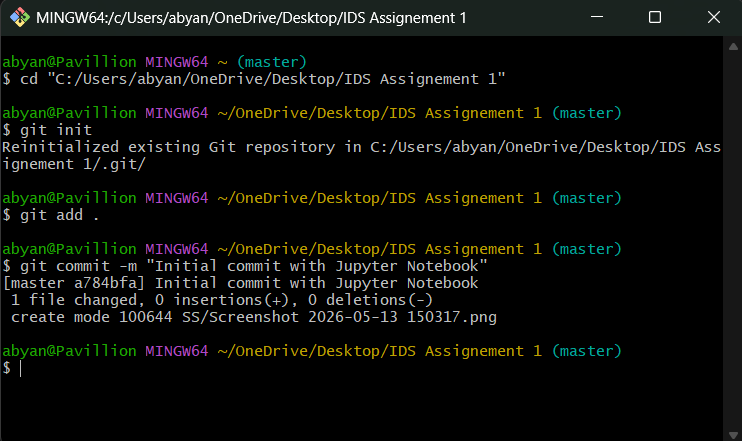 MINGW64:/c/Users/abyan/OneDrive/Desktop/IDS Assignement 1
abyan@Pavillion MINGW64 ~ (master)
$ cd "C:/Users/abyan/OneDrive/Desktop/IDS Assignement 1"
abyan@Pavillion MINGW64 ~/OneDrive/Desktop/IDS Assignement 1 (master)
$ git init
Reinitialized existing Git repository in C:/Users/abyan/OneDrive/Desktop/IDS Ass
ignement 1/.git/
abyan@Pavillion MINGW64 ~/OneDrive/Desktop/IDS Assignement 1 (master)
$ git add .
abyan@Pavillion MINGW64 ~/OneDrive/Desktop/IDS Assignement 1 (master)
$ git commit -m "Initial commit with Jupyter Notebook"
[master a784bfa] Initial commit with Jupyter Notebook
1 file changed, 0 insertions(+), 0 deletions(-)
create mode 100644 SS/Screenshot 2026-05-13 150317.png
abyan@Pavillion MINGW64 ~/OneDrive/Desktop/IDS Assignement 1 (master)
$